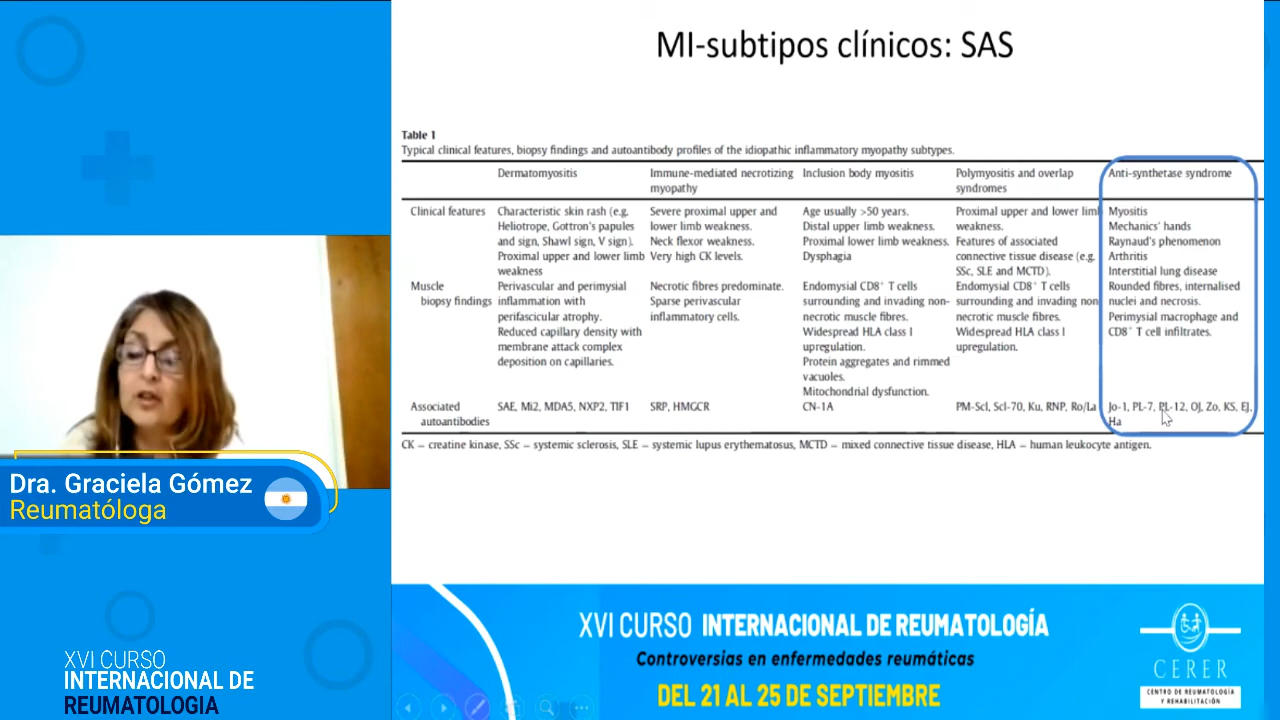 MI-subtipos clínicos: SAS
Table 1
Typical clinical features, biopsy findings and autoantibody profiles of the idiopathic inflammatory myopathy subtypes.
Dermatomyositis
Immune-mediated necrotizing
myopathy
Inclusion body myositis
Polymyositis and overlap
syndromes
Anti-synthetase syndrome
Clinical features
Characteristic skin rash (e.g.
Heliotrope, Gottron's papules
and sign, Shawl sign, V sign).
Proximal upper and lower limb
weakness
Severe proximal upper and
lower limb weakness.
Neck flexor weakness.
Very high CK levels.
Age usually >50 years.
Distal upper limb weakness.
Proximal lower limb weakness.
Dysphagia
Proximal upper and lower limb
weakness.
Features of associated
connective tissue disease (e.g.
SSc, SLE and MCTD).
Myositis
Mechanics' hands
Raynaud's phenomenon
Arthritis
Interstitial lung disease
Muscle
biopsy findings
Perivascular and perimysial
inflammation with
perifascicular atrophy.
Reduced capillary density with
membrane attack complex
deposition on capillaries.
Necrotic fibres predominate.
Sparse perivascular
inflammatory cells.
Endomysial CD8⁺ T cells
surrounding and invading non-
necrotic muscle fibres.
Widespread HLA class I
upregulation.
Protein aggregates and rimmed
vacuoles.
Mitochondrial dysfunction.
Endomysial CD8⁺ T cells
surrounding and invading non
necrotic muscle fibres.
Widespread HLA class I
upregulation.
Rounded fibres, internalised
nuclei and necrosis.
Perimysial macrophage and
CD8⁺ T cell infiltrates.
Associated
autoantibodies
SAE, Mi2, MDA5, NXP2, TIF1
SRP, HMGCR
CN-1A
PM-Scl, Scl-70, Ku, RNP, Ro/La
Jo-1, PL-7, PL-12, OJ, Zo, KS, EJ,
Ha
CK = creatine kinase, SSc = systemic sclerosis, SLE = systemic lupus erythematosus, MCTD = mixed connective tissue disease, HLA = human leukocyte antigen.
Dra. Graciela Gómez
Reumatóloga
XVI CURSO
INTERNACIONAL DE
REUMATOLOGIA
XVI CURSO INTERNACIONAL DE REUMATOLOGÍA
Controversias en enfermedades reumáticas
DEL 21 AL 25 DE SEPTIEMBRE
CERER
CENTRO DE REUMATOLOGÍA
Y REHABILITACIÓN